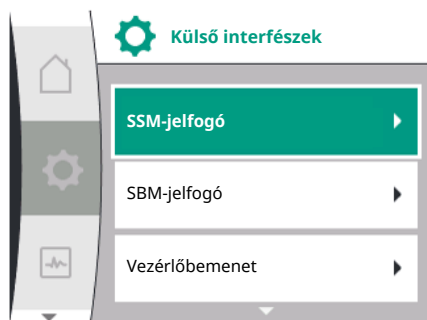 Külső interfészek
SSM-jelfogó
SBM-jelfogó
Vezérlőbemenet